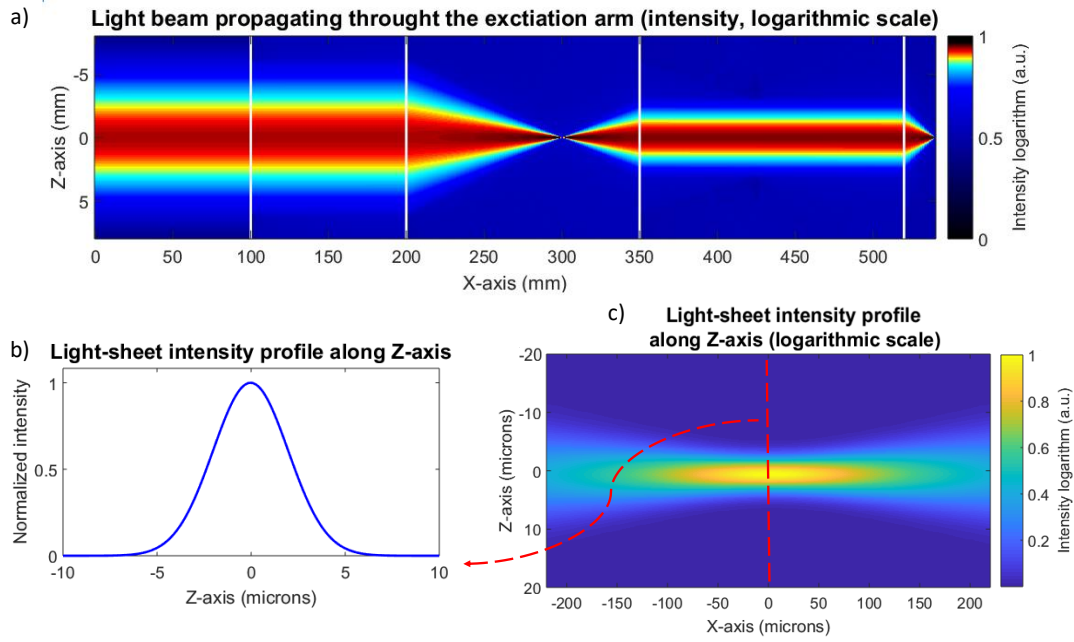 a)
Light beam propagating throught the exctiation arm (intensity, logarithmic scale)
-5
0
5
Z-axis (mm)
0
50
100
150
200
250
300
350
400
450
500
X-axis (mm)
1
0.5
0
Intensity logarithm (a.u.)
b)
Light-sheet intensity profile along Z-axis
1
0.5
0
Normalized intensity
-10
-5
0
5
10
Z-axis (microns)
c)
Light-sheet intensity profile
along Z-axis (logarithmic scale)
-20
-10
0
10
20
Z-axis (microns)
-200
-150
-100
-50
0
50
100
150
200
X-axis (microns)
1
0.8
0.6
0.4
0.2
Intensity logarithm (a.u.)